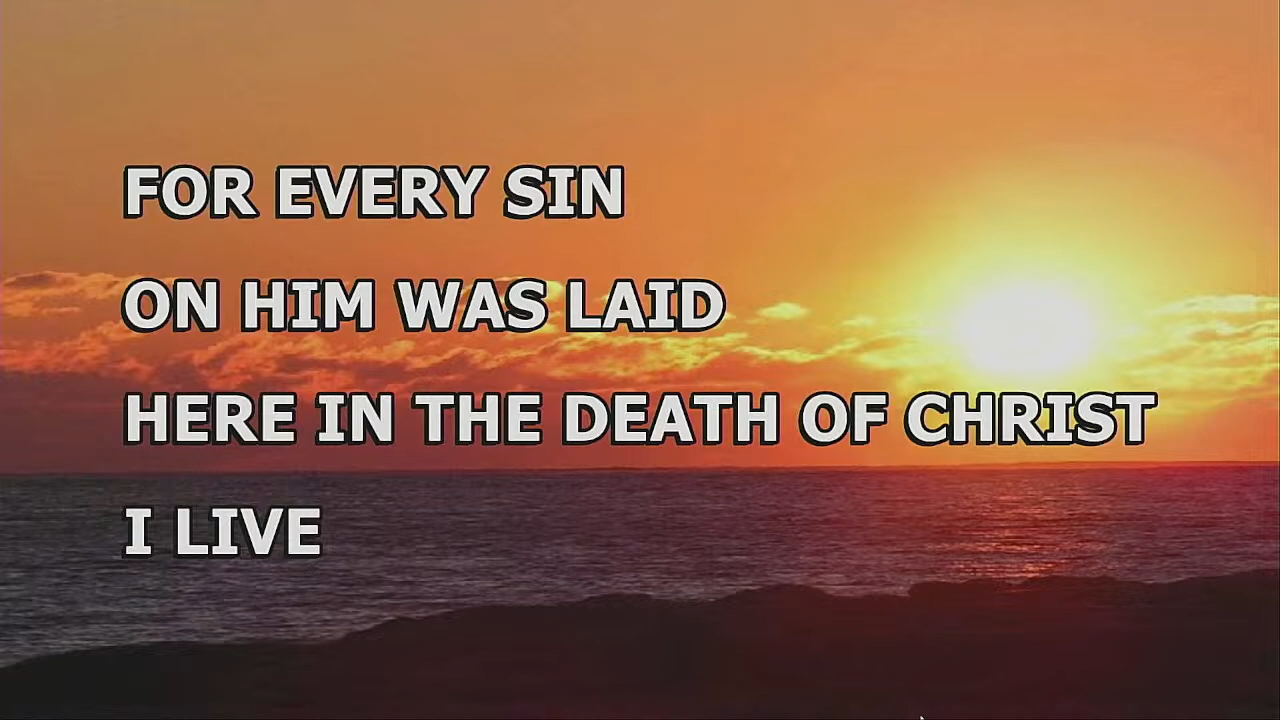 FOR EVERY SIN
ON HIM WAS LAID
HERE IN THE DEATH OF CHRIST
I LIVE